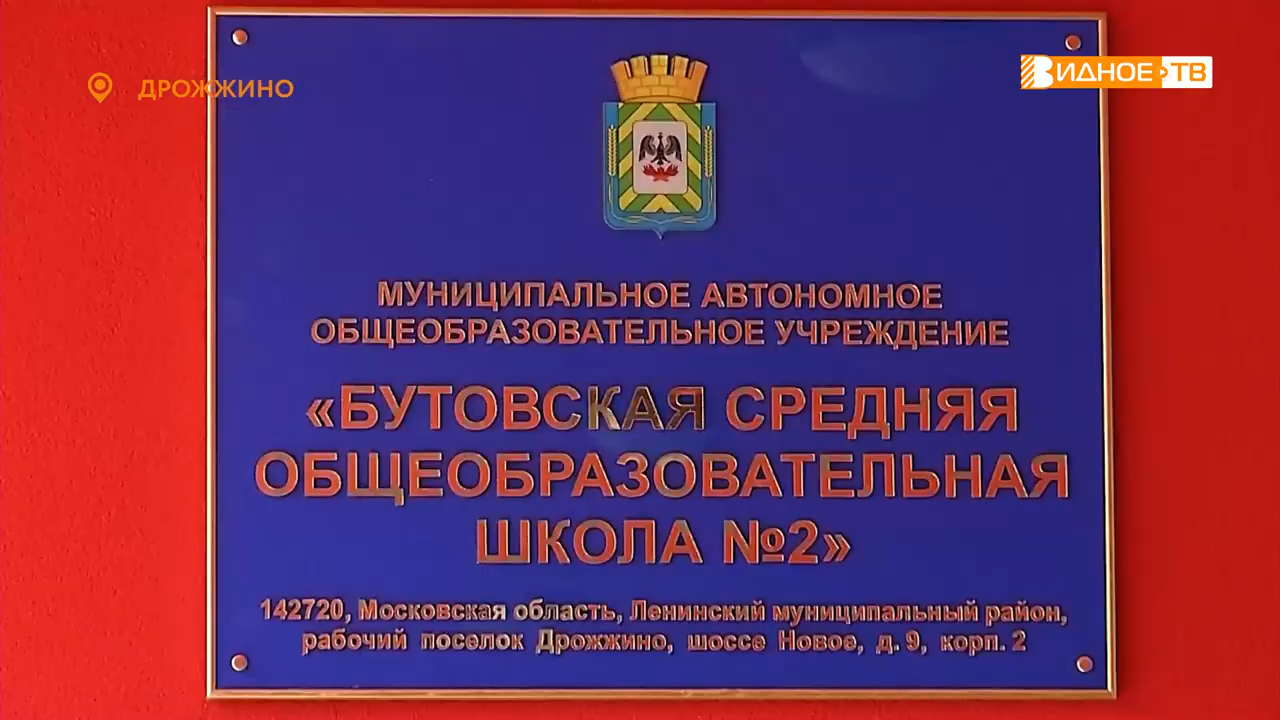 ДРОЖЖИНО
ВИДНОЕ ТВ
МУНИЦИПАЛЬНОЕ АВТОНОМНОЕ
ОБЩЕОБРАЗОВАТЕЛЬНОЕ УЧРЕЖДЕНИЕ
«БУТОВСКАЯ СРЕДНЯЯ
ОБЩЕОБРАЗОВАТЕЛЬНАЯ
ШКОЛА №2»
142720, Московская область, Ленинский муниципальный район,
рабочий поселок Дрожжино, шоссе Новое, д. 9, корп. 2